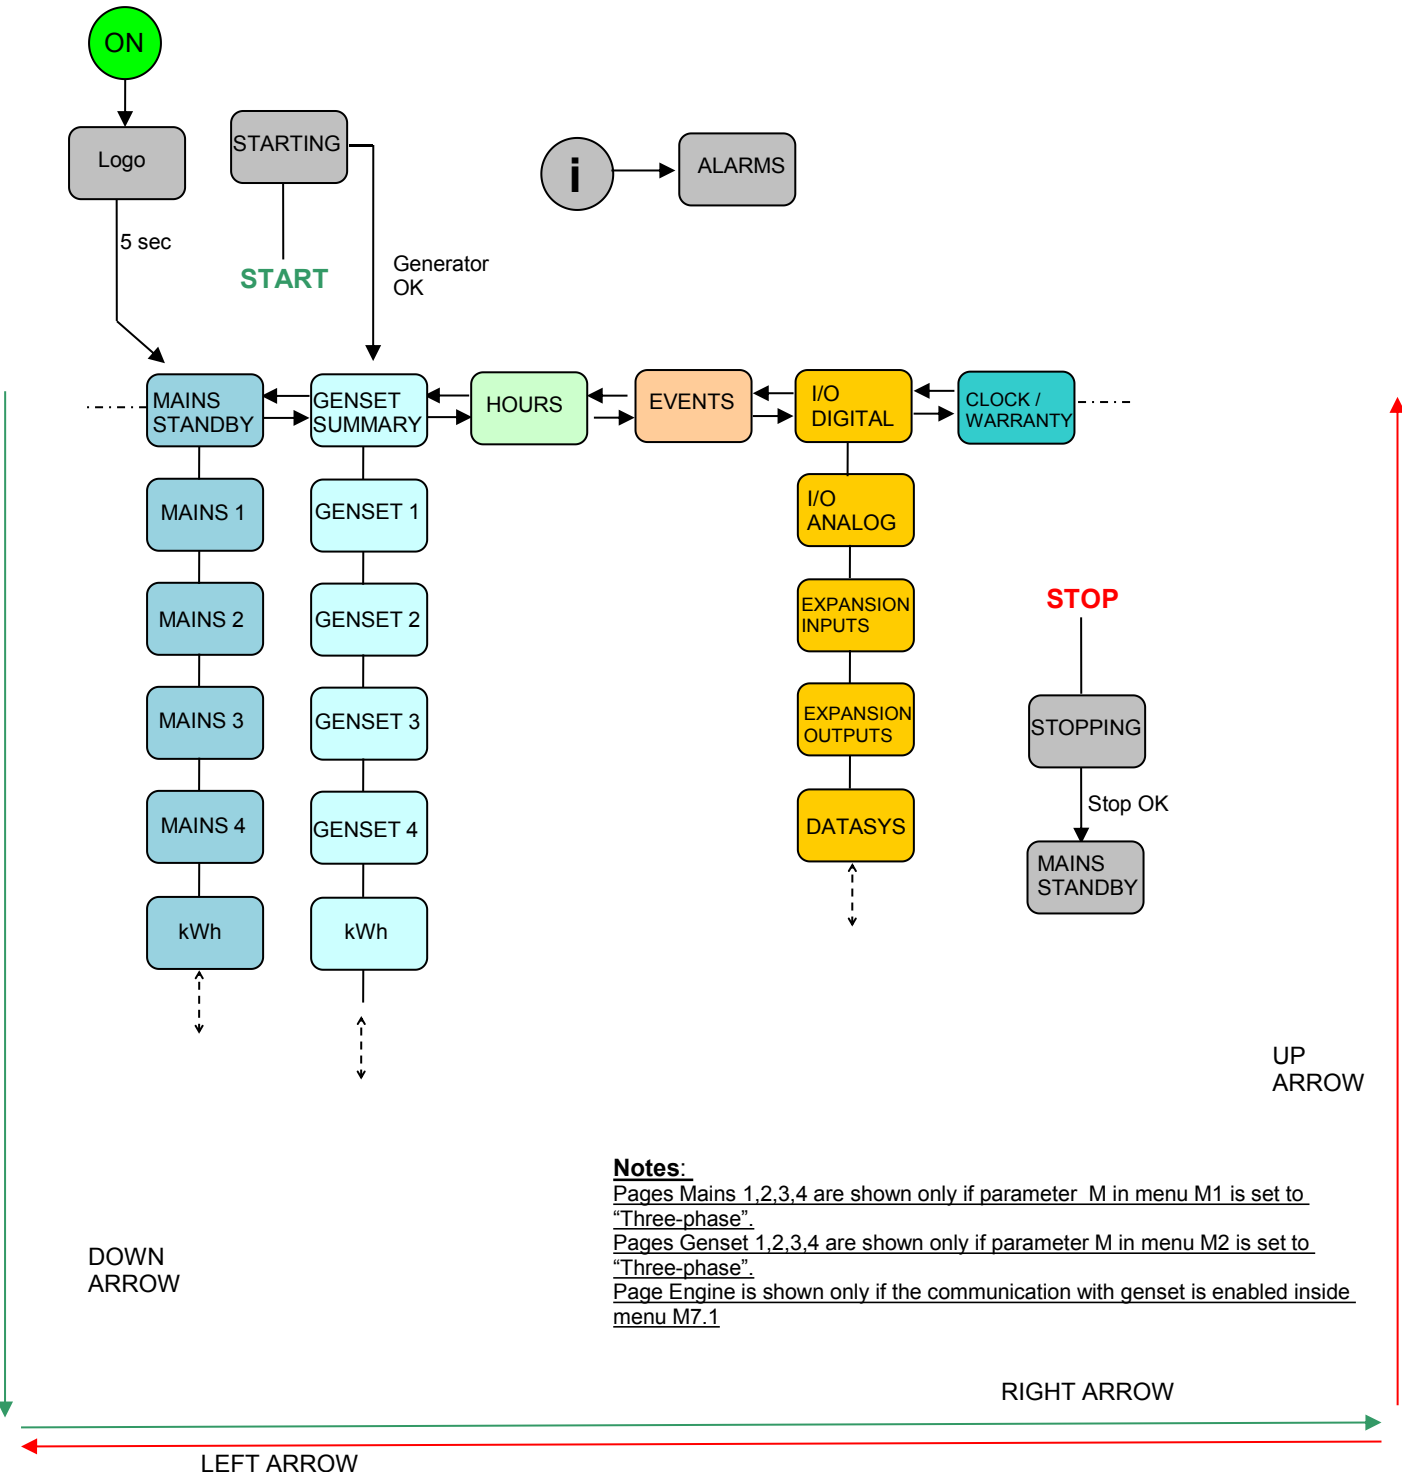 ON
Logo
STARTING
i
ALARMS
5 sec
START
Generator
OK
MAINS
STANDBY
GENSET
SUMMARY
HOURS
EVENTS
I/O
DIGITAL
CLOCK /
WARRANTY
MAINS 1
GENSET 1
I/O
ANALOG
MAINS 2
GENSET 2
EXPANSION
INPUTS
STOP
MAINS 3
GENSET 3
EXPANSION
OUTPUTS
STOPPING
Stop OK
MAINS 4
GENSET 4
DATASYS
MAINS
STANDBY
kWh
kWh
UP
ARROW
Notes:
Pages Mains 1,2,3,4 are shown only if parameter M in menu M1 is set to
“Three-phase”.
Pages Genset 1,2,3,4 are shown only if parameter M in menu M2 is set to
“Three-phase”.
Page Engine is shown only if the communication with genset is enabled inside
menu M7.1
DOWN
ARROW
RIGHT ARROW
LEFT ARROW